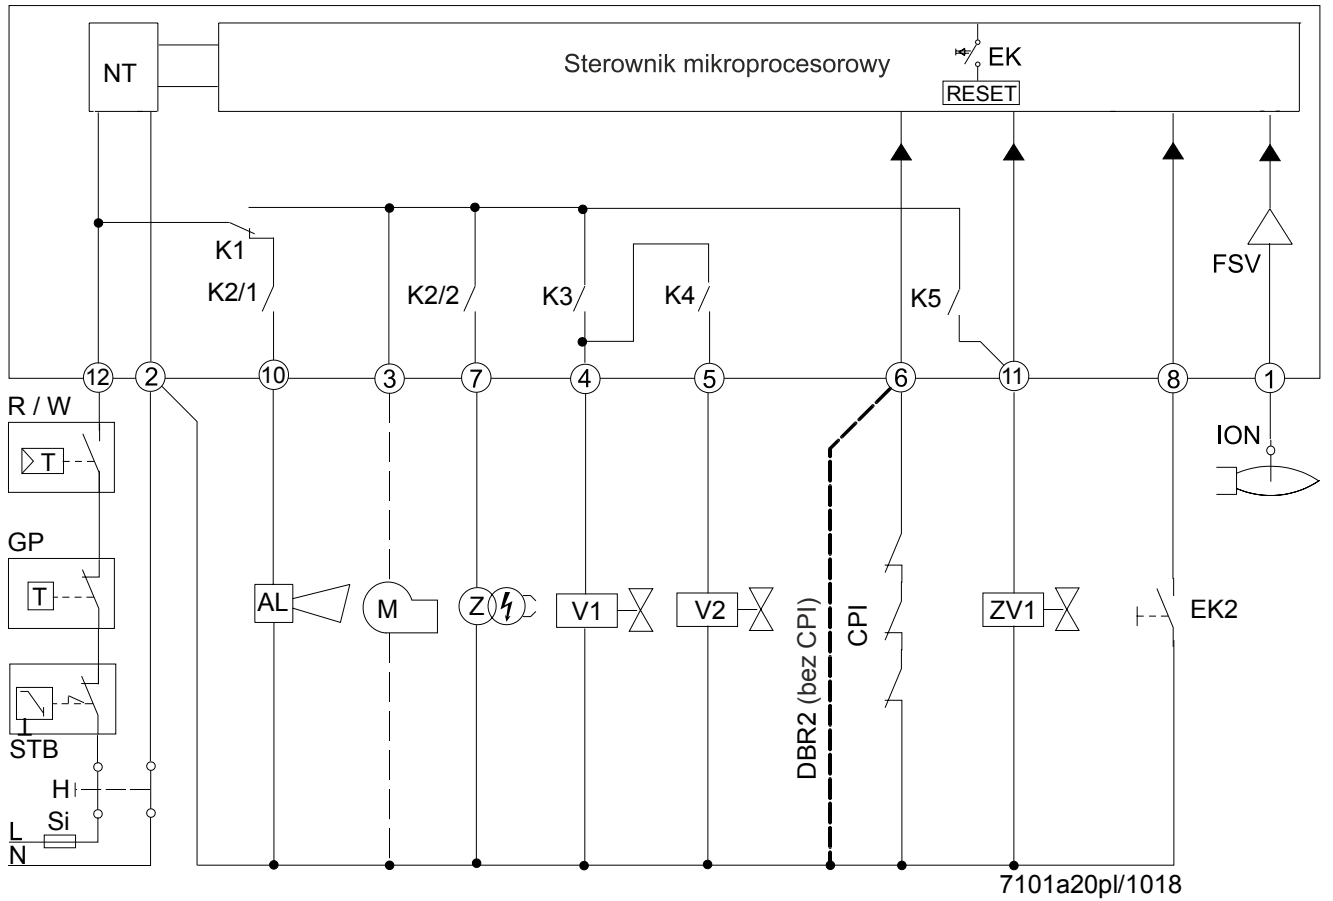 NT
Sterownik mikroprocesorowy
EK
RESET
K1
K2/1
K2/2
K3
K4
K5
FSV
12
2
10
3
7
4
5
6
11
8
1
R / W
T
ION
GP
T
AL
M
Z
V1
V2
DBR2 (bez CPI)
CPI
ZV1
EK2
STB
H
Si
L
N
7101a20pl/1018